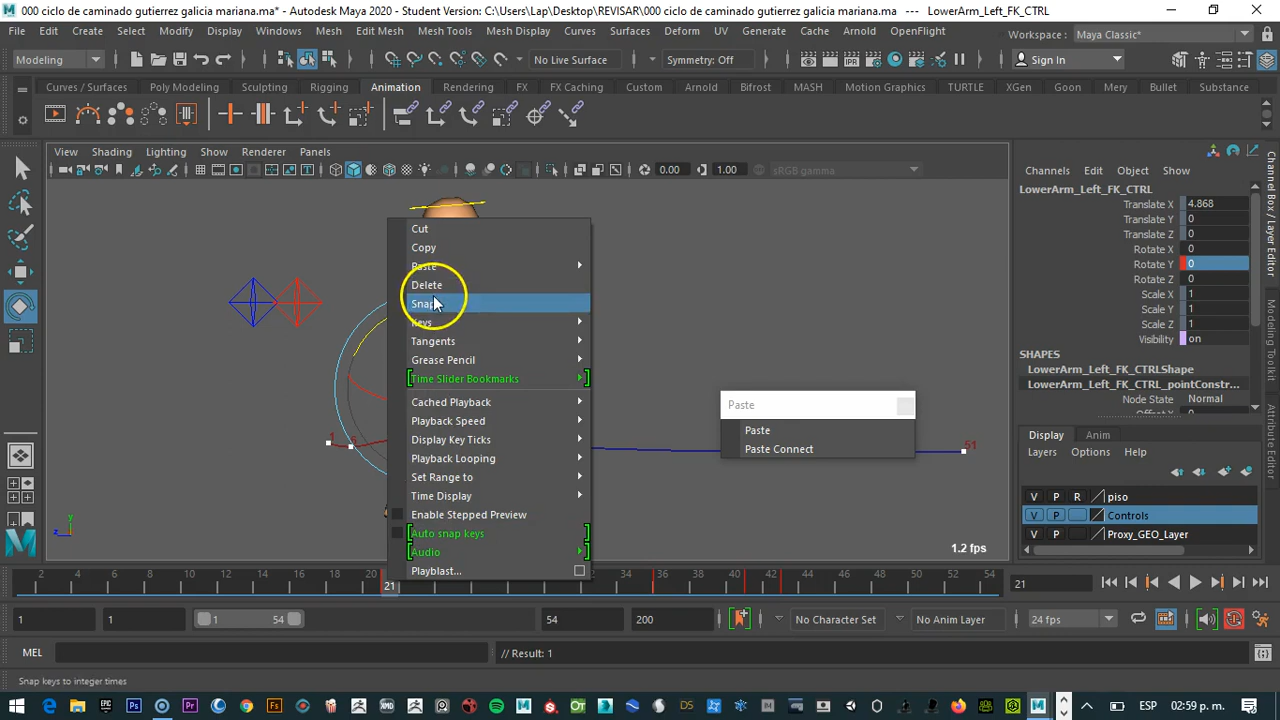 000 ciclo de caminado gutierrez galicia mariana.ma* - Autodesk Maya 2020 - Student Version: C:\Users\Lap\Desktop\REVISAR\000 ciclo de caminado gutierrez galicia mariana.ma* --- LowerArm_Left_FK_CTRL
File Edit Create Select Modify Display Windows Mesh Edit Mesh Mesh Tools Mesh Display Curves Surfaces Deform UV Generate Cache Arnold OpenFlight
Workspace : Maya Classic*
Modeling No Live Surface Symmetry: Off Sign In
Curves / Surfaces Poly Modeling Sculpting Rigging Animation Rendering FX FX Caching Custom Arnold Bifrost MASH Motion Graphics TURTLE XGen Goon Mery Bullet Substance
View Shading Lighting Show Renderer Panels
0.00 1.00 sRGB gamma
Channels Edit Object Show
LowerArm_Left_FK_CTRL
Translate X 4.868
Translate Y 0
Translate Z 0
Rotate X 0
Rotate Y 0
Rotate Z 0
Scale X 1
Scale Y 1
Scale Z 1
Visibility on
SHAPES
LowerArm_Left_FK_CTRLShape
LowerArm_Left_FK_CTRL_pointConstr...
Node State Normal
Offset X 0
Channel Box / Layer Editor
Attribute Editor
Cut
Copy
Paste
Delete
Snap
Keys
Tangents
Grease Pencil
Time Slider Bookmarks
Cached Playback
Playback Speed
Display Key Ticks
Playback Looping
Set Range to
Time Display
Enable Stepped Preview
Auto snap keys
Audio
Playblast...
Paste
Paste
Paste Connect
1 51
1.2 fps
Display Anim
Layers Options Help
V P R piso
V P Controls
V P Proxy_GEO_Layer
2 4 6 8 10 12 14 16 18 20 21 34 36 38 40 42 44 46 48 50 52 54
21
1 1 1 54 54 200 No Character Set No Anim Layer 24 fps
MEL // Result: 1
Snap keys to integer times
ESP 02:59 p. m.